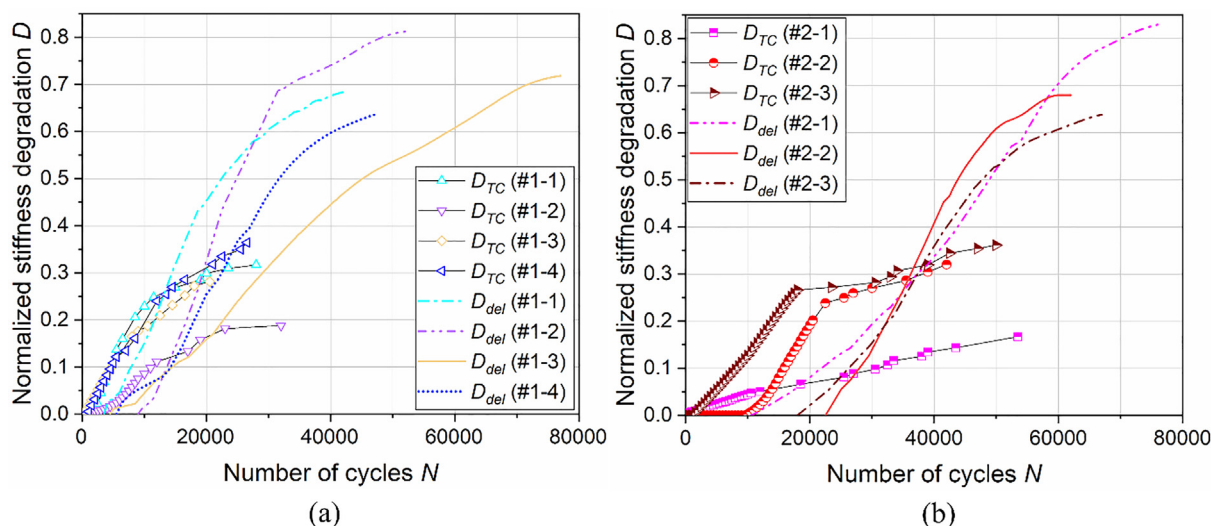 Normalized stiffness degradation D
0.8
0.7
0.6
0.5
0.4
0.3
0.2
0.1
0.0
D_TC (#1-1)
D_TC (#1-2)
D_TC (#1-3)
D_TC (#1-4)
D_del (#1-1)
D_del (#1-2)
D_del (#1-3)
D_del (#1-4)
0 20000 40000 60000 80000
Number of cycles N
(a)
Normalized stiffness degradation D
0.8
0.7
0.6
0.5
0.4
0.3
0.2
0.1
0.0
D_TC (#2-1)
D_TC (#2-2)
D_TC (#2-3)
D_del (#2-1)
D_del (#2-2)
D_del (#2-3)
0 20000 40000 60000 80000
Number of cycles N
(b)